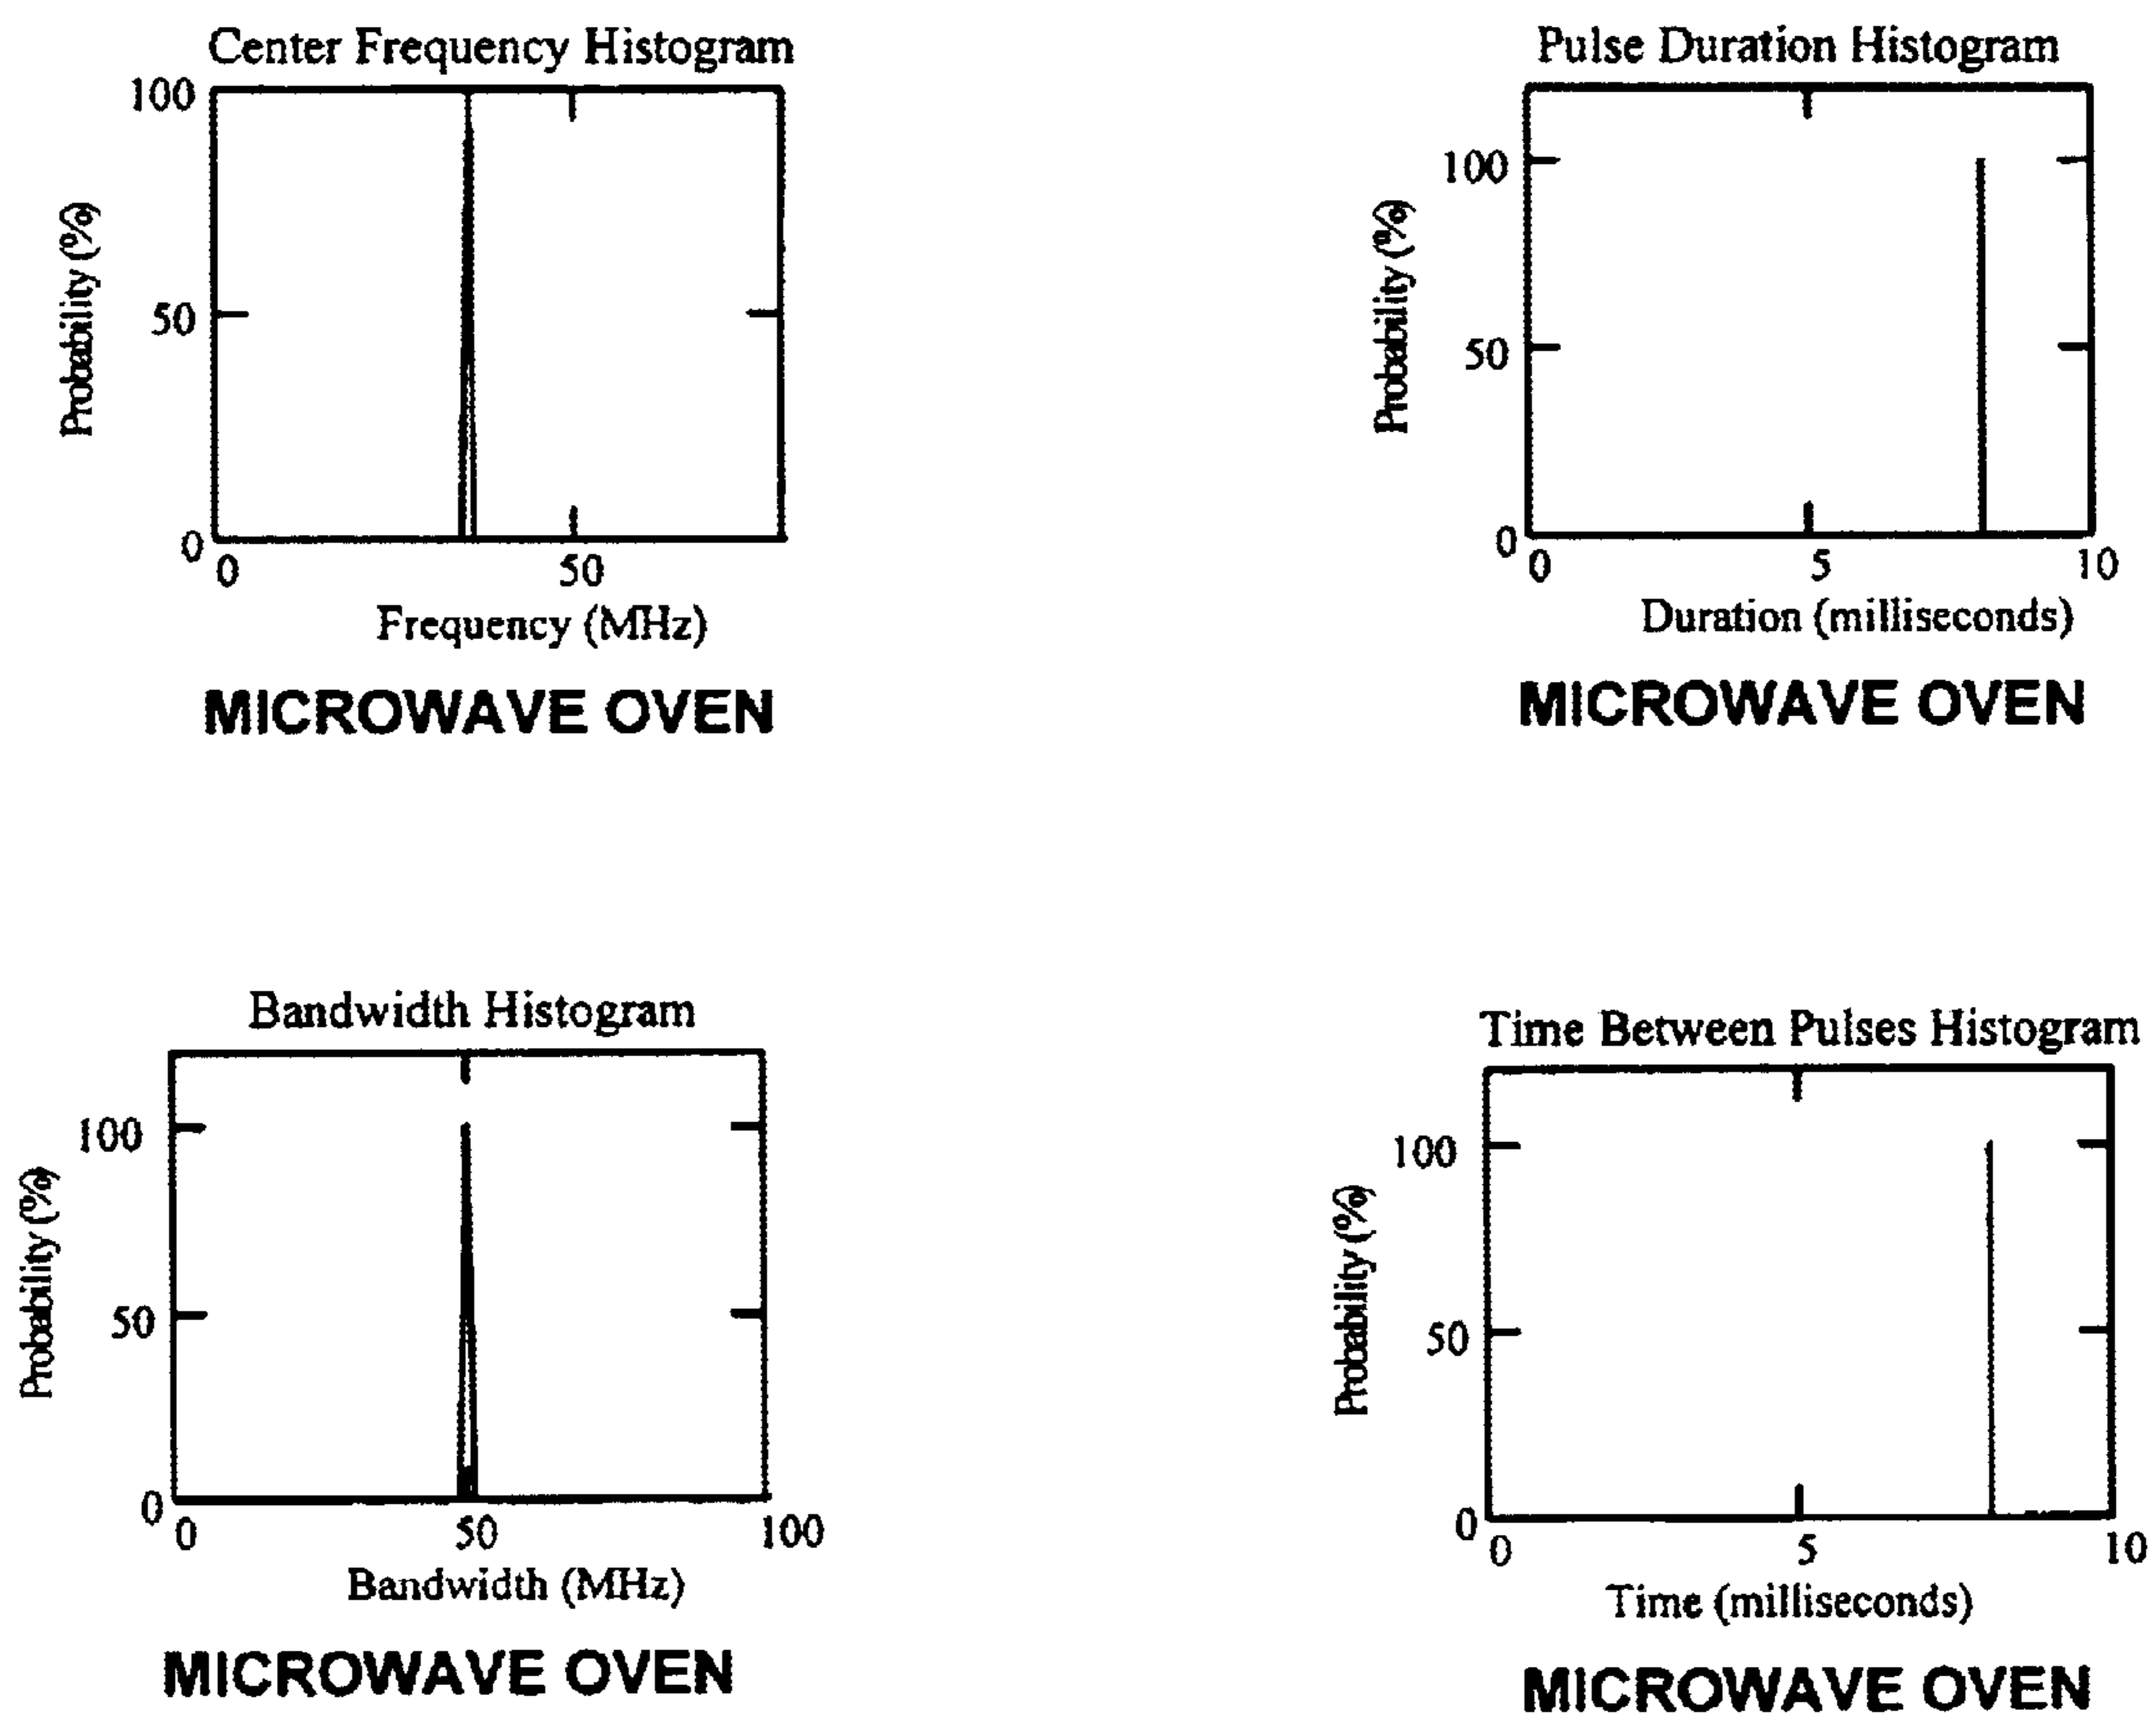 Center Frequency Histogram
100
50
0
0
50
Probability (%)
Frequency (MHz)
MICROWAVE OVEN
Pulse Duration Histogram
100
50
0
0
5
10
Probability (%)
Duration (milliseconds)
MICROWAVE OVEN
Bandwidth Histogram
100
50
0
0
50
100
Probability (%)
Bandwidth (MHz)
MICROWAVE OVEN
Time Between Pulses Histogram
100
50
0
0
5
10
Probability (%)
Time (milliseconds)
MICROWAVE OVEN